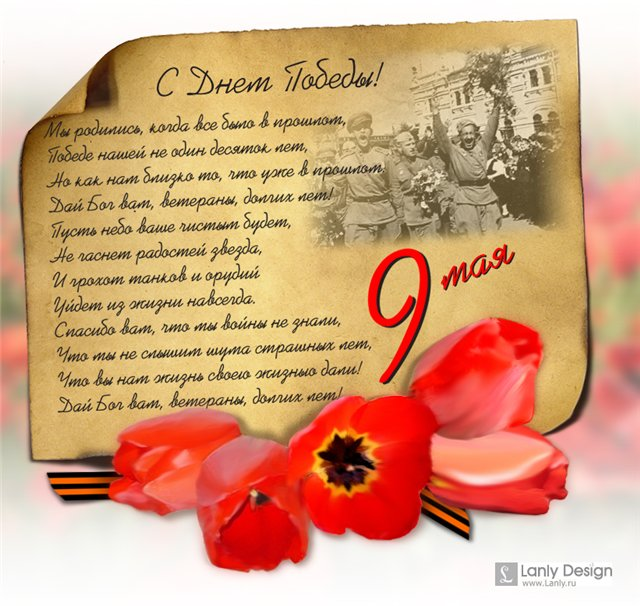 С Днем Победы!
Мы родились, когда все было в прошлом,
Победе нашей не один десяток лет,
Но как нам близко то, что уже в прошлом.
Дай Бог вам, ветераны, долгих лет!
Пусть небо ваше чистым будет,
Не гаснет радостей звезда,
И грохот танков и орудий
Уйдет из жизни навсегда.
Спасибо вам, что мы войны не знали,
Что мы не слышим шума страшных лет,
Что вы нам жизнь своею жизнью дали!
Дай Бог вам, ветераны, долгих лет!
9 мая
L Lanly Design
www.Lanly.ru